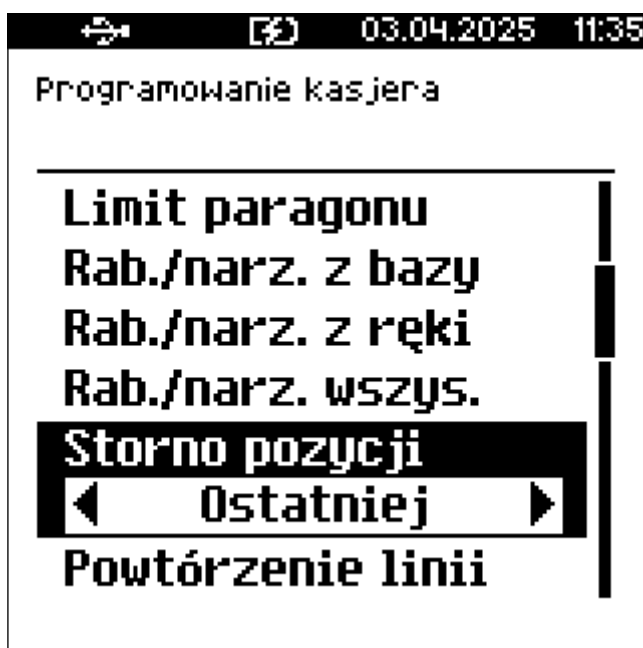 03.04.2025 11:35
Programowanie kasjera
Limit paragonu
Rab./narz. z bazy
Rab./narz. z ręki
Rab./narz. wszys.
Storno pozycji
Ostatniej
Powtórzenie linii